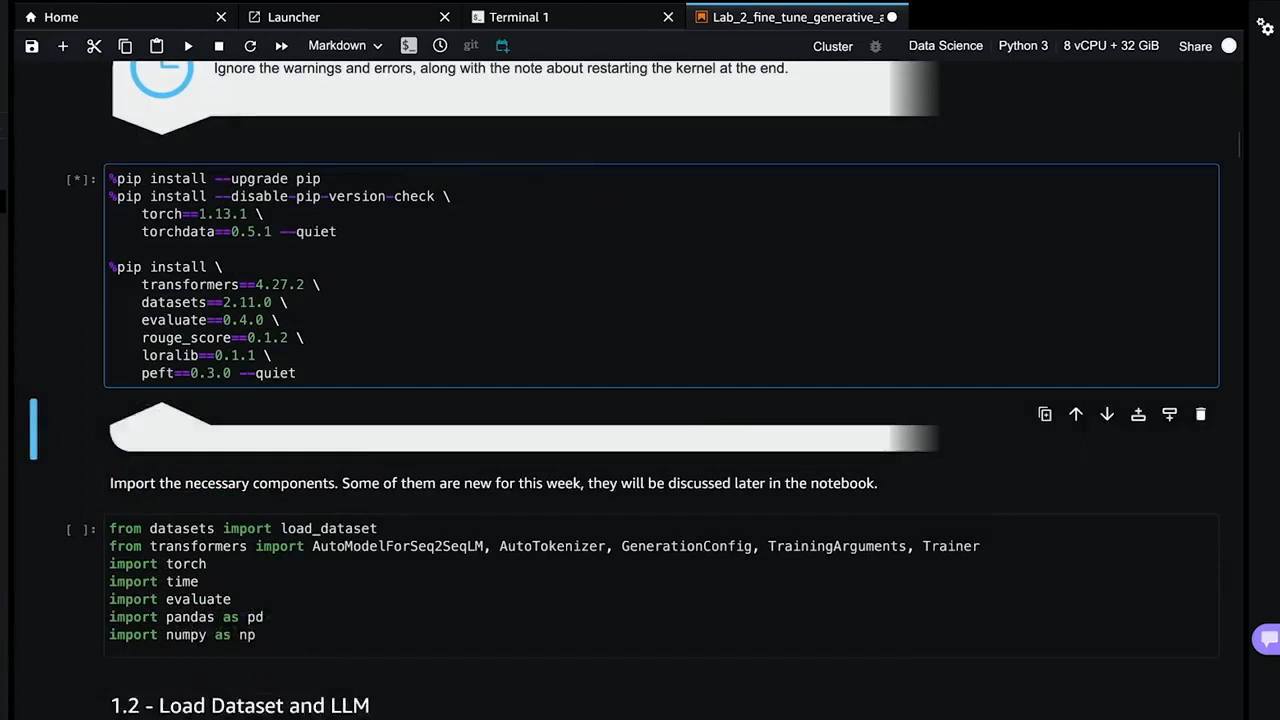 Home
Launcher
Terminal 1
Lab_2_fine_tune_generative_a
Markdown
git
Cluster
Data Science
Python 3
8 vCPU + 32 GiB
Share
Ignore the warnings and errors, along with the note about restarting the kernel at the end.
[*]:
%pip install --upgrade pip
%pip install --disable-pip-version-check \
    torch==1.13.1 \
    torchdata==0.5.1 --quiet
%pip install \
    transformers==4.27.2 \
    datasets==2.11.0 \
    evaluate==0.4.0 \
    rouge_score==0.1.2 \
    loralib==0.1.1 \
    peft==0.3.0 --quiet
Import the necessary components. Some of them are new for this week, they will be discussed later in the notebook.
[ ]:
from datasets import load_dataset
from transformers import AutoModelForSeq2SeqLM, AutoTokenizer, GenerationConfig, TrainingArguments, Trainer
import torch
import time
import evaluate
import pandas as pd
import numpy as np
1.2 - Load Dataset and LLM